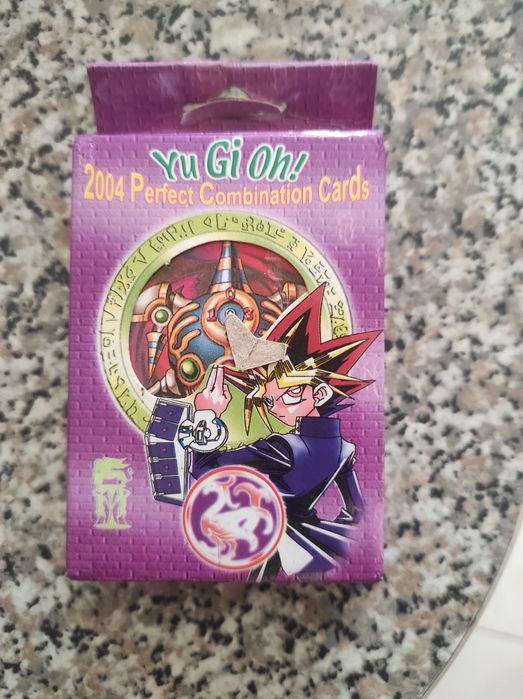 Yu Gi Oh!
2004 Perfect Combination Cards